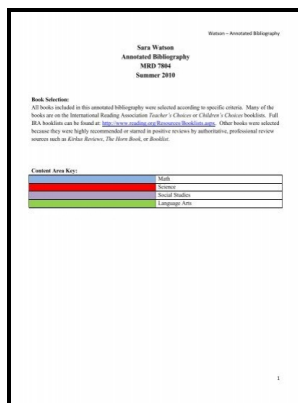 Watson – Annotated Bibliography
Sara Watson
Annotated Bibliography
MRD 7804
Summer 2010
Book Selection:
All books included in this annotated bibliography were selected according to specific criteria. Many of the
books are on the International Reading Association Teacher's Choices or Children's Choices booklists. Full
IRA booklists can be found at: http://www.reading.org/Resources/Booklists.aspx. Other books were selected
because they were highly recommended or starred in positive reviews by authoritative, professional review
sources such as Kirkus Reviews, The Horn Book, or Booklist.
Content Area Key:
Math
Science
Social Studies
Language Arts
1